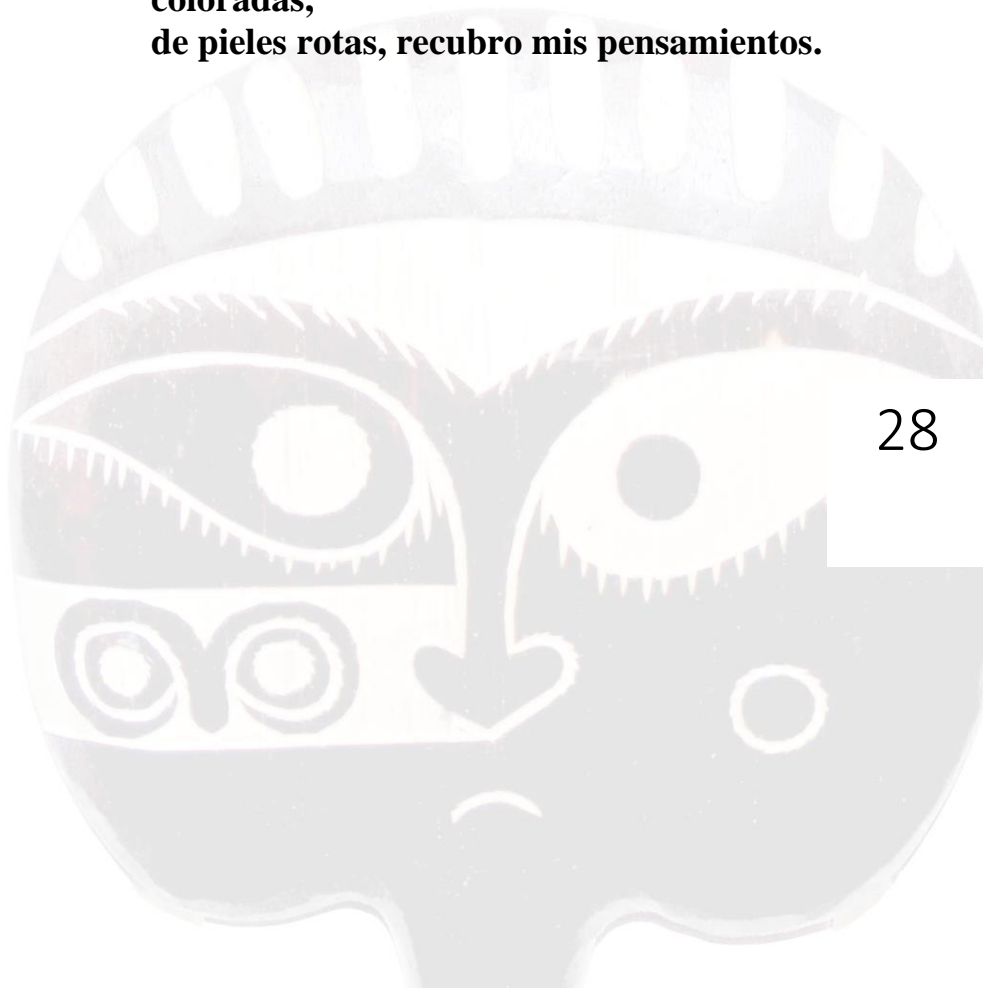 coloradas,
de pieles rotas, recubro mis pensamientos.
28